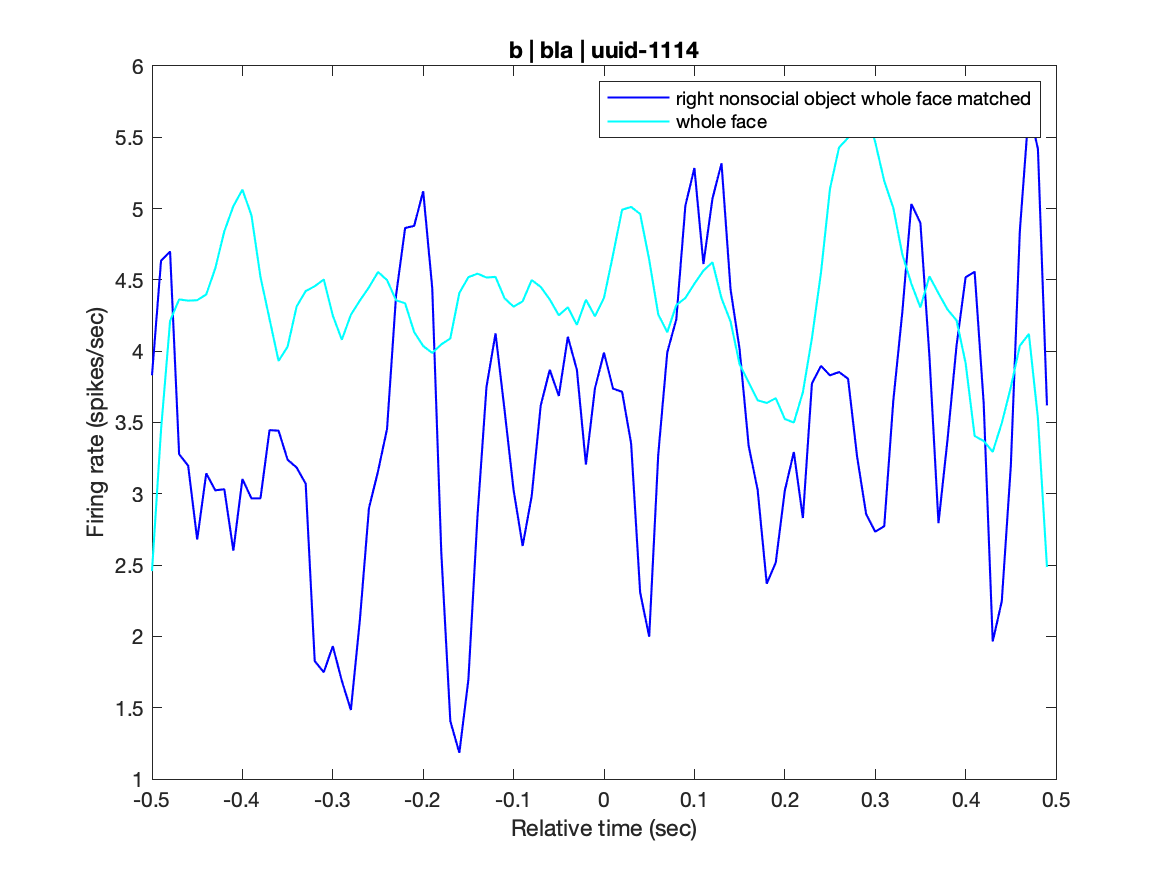 b | bla | uuid-1114
right nonsocial object whole face matched
whole face
6
5.5
5
4.5
4
3.5
3
2.5
2
1.5
1
Firing rate (spikes/sec)
-0.5 -0.4 -0.3 -0.2 -0.1 0 0.1 0.2 0.3 0.4 0.5
Relative time (sec)